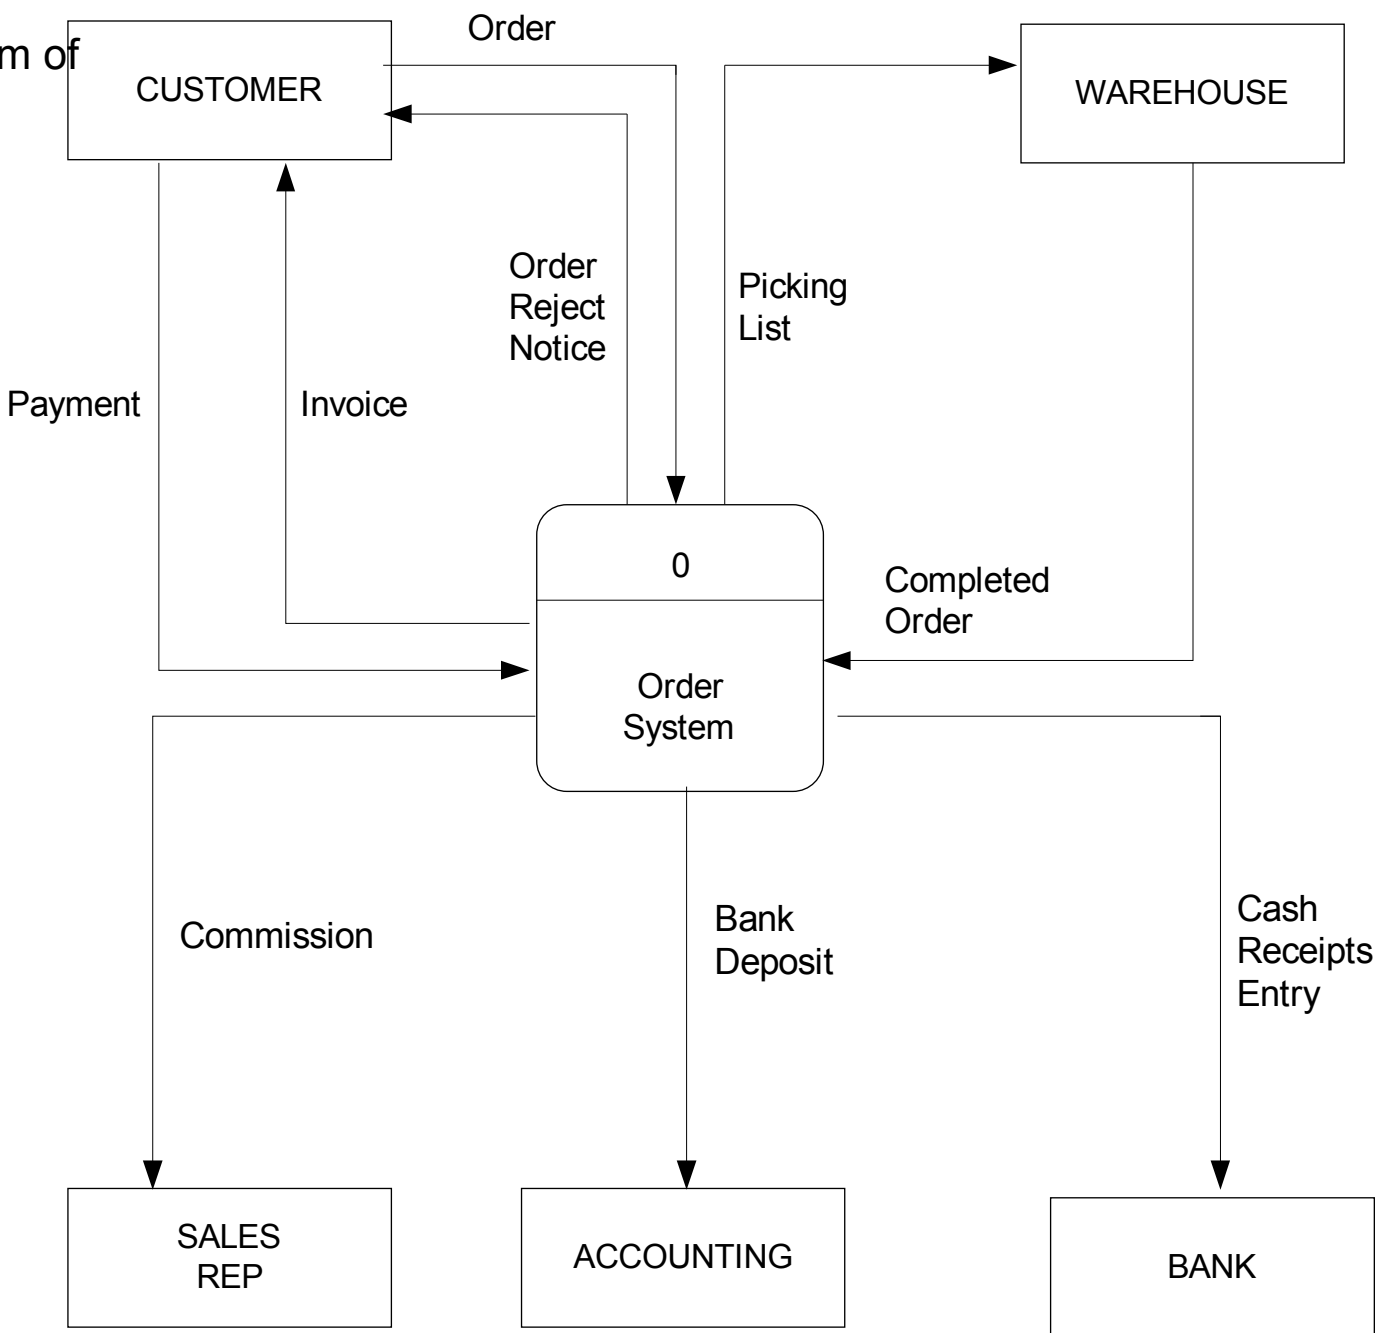 Order
m of
CUSTOMER
WAREHOUSE
Order
Reject
Notice
Picking
List
Payment
Invoice
0
Completed
Order
Order
System
Commission
Bank
Deposit
Cash
Receipts
Entry
SALES
REP
ACCOUNTING
BANK